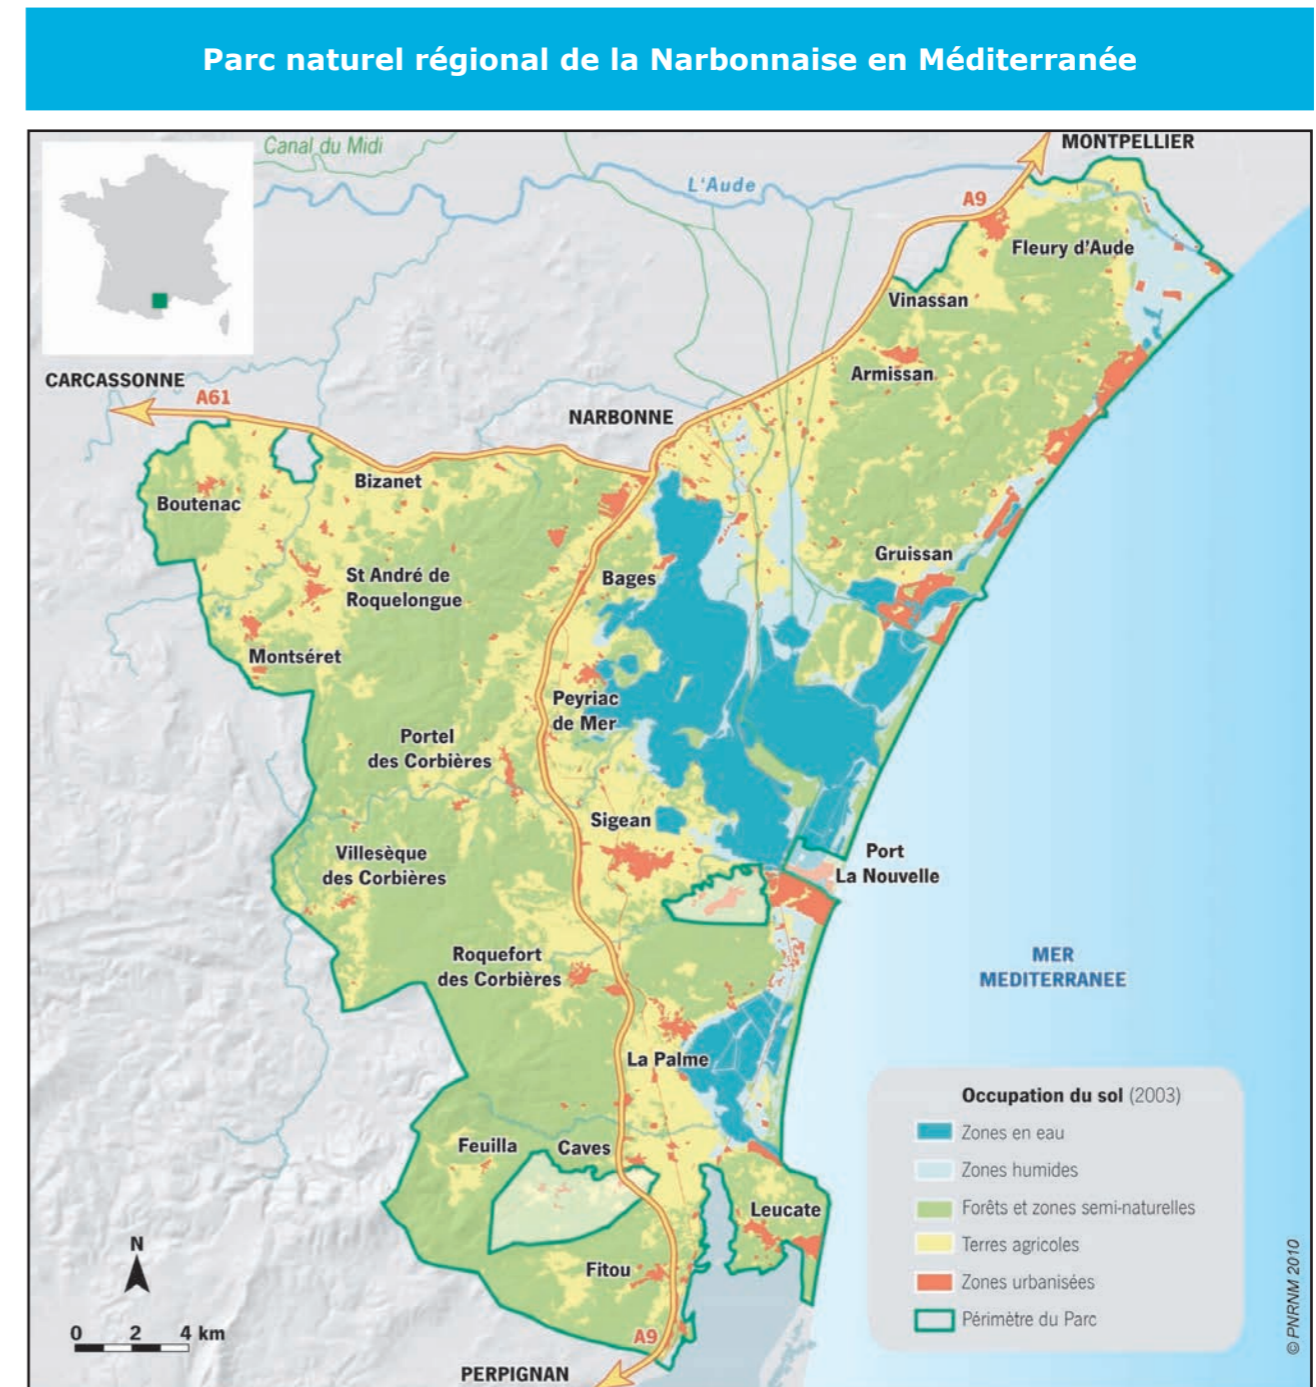 Parc naturel régional de la Narbonnaise en Méditerranée
Canal du Midi
MONTPELLIER
L'Aude
A9
Fleury d'Aude
Vinassan
CARCASSONNE
A61
Armissan
NARBONNE
Bizanet
Boutenac
Gruissan
St André de
Roquelongue
Bages
Montséret
Peyriac
de Mer
Portel
des Corbières
Sigean
Villesèque
des Corbières
Port
La Nouvelle
Roquefort
des Corbières
MER
MEDITERRANEE
La Palme
Feuilla
Caves
Leucate
Fitou
A9
PERPIGNAN
N
0 2 4 km
Occupation du sol (2003)
Zones en eau
Zones humides
Forêts et zones semi-naturelles
Terres agricoles
Zones urbanisées
Périmètre du Parc
© PNRNM 2010